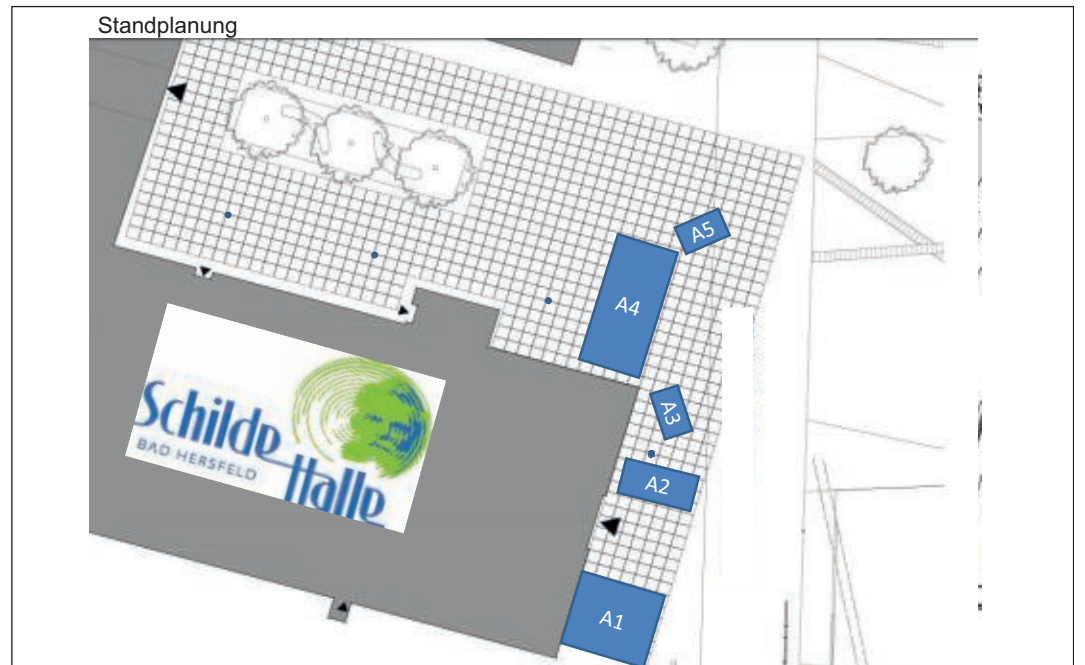 Standplanung
A5
A4
A3
A2
A1
Schilde
BAD HERSFELD
Halle